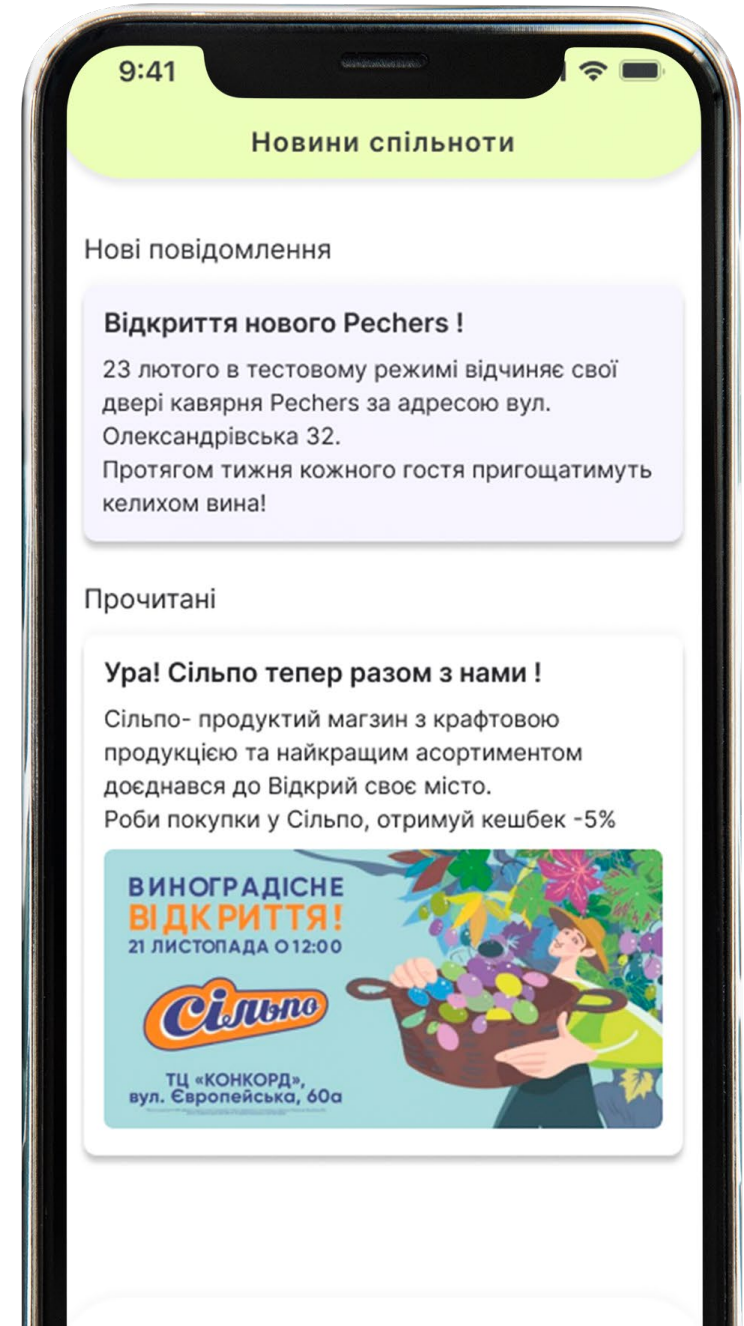 9:41
Новини спільноти
Нові повідомлення
Відкриття нового Pechers !
23 лютого в тестовому режимі відчиняє свої
двері кавярня Pechers за адресою вул.
Олександрівська 32.
Протягом тижня кожного гостя пригощатимуть
келихом вина!
Прочитані
Ура! Сільпо тепер разом з нами !
Сільпо- продуктий магзин з крафтовою
продукцією та найкращим асортиментом
доєднався до Відкрий своє місто.
Роби покупки у Сільпо, отримуй кешбек -5%
ВИНОГРАДІСНЕ
ВІДКРИТТЯ!
21 ЛИСТОПАДА О 12:00
Сільпо
ТЦ «КОНКОРД»,
вул. Європейська, 60а